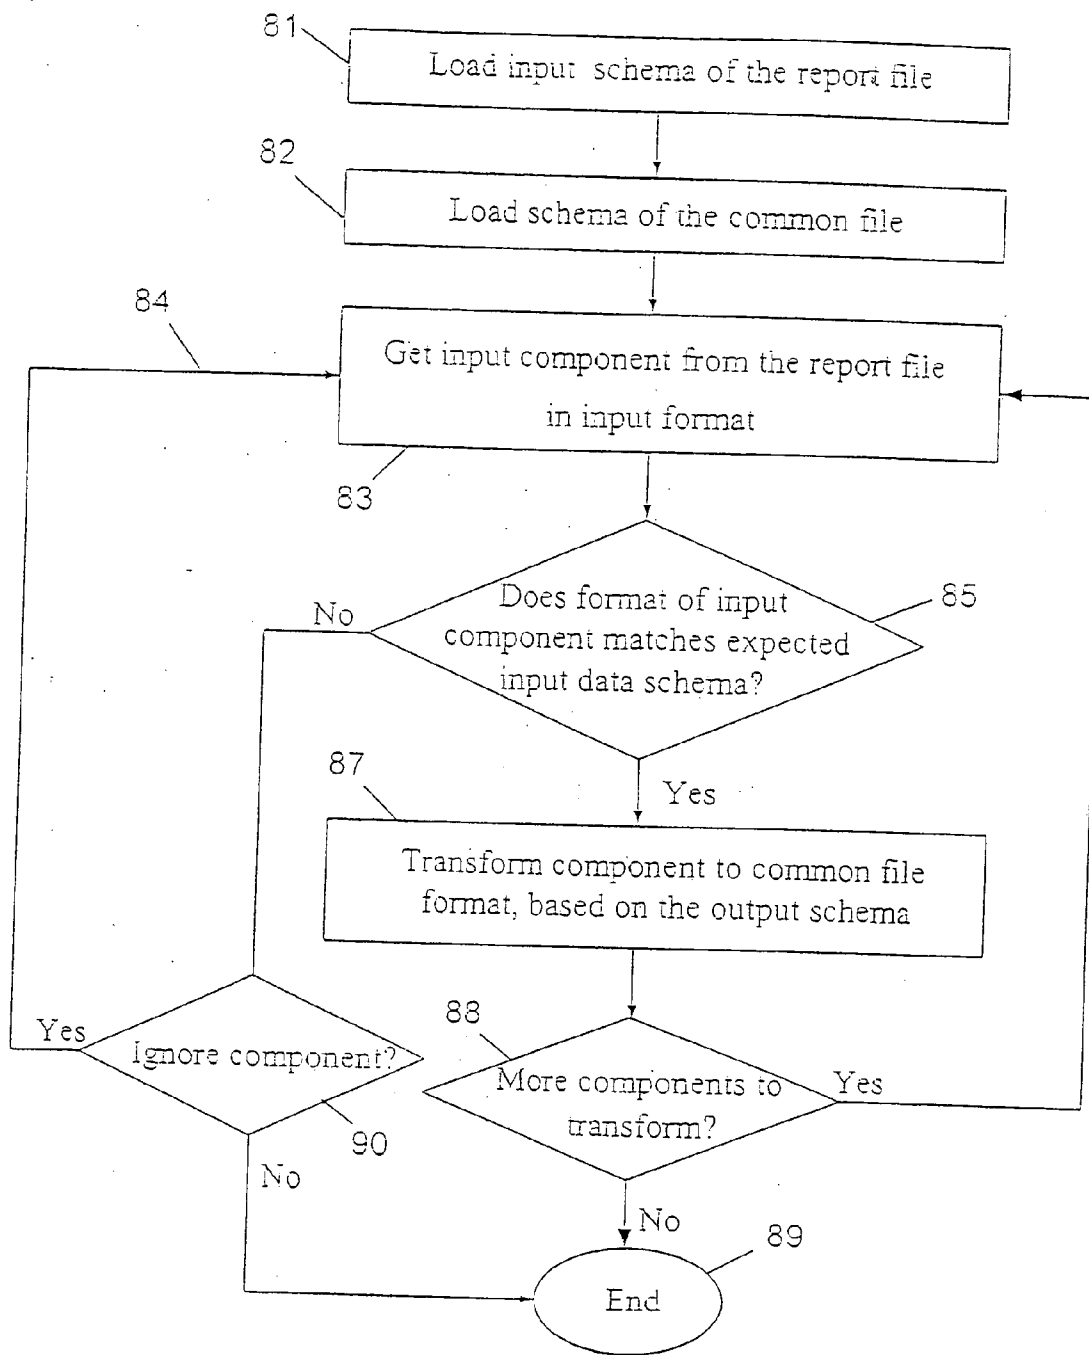 81
Load input schema of the report file
82
Load schema of the common file
84
Get input component from the report file
in input format
83
Does format of input
component matches expected
input data schema?
85
No
Yes
87
Transform component to common file
format, based on the output schema
88
More components to
transform?
Yes
Yes
Ignore component?
90
No
No
89
End